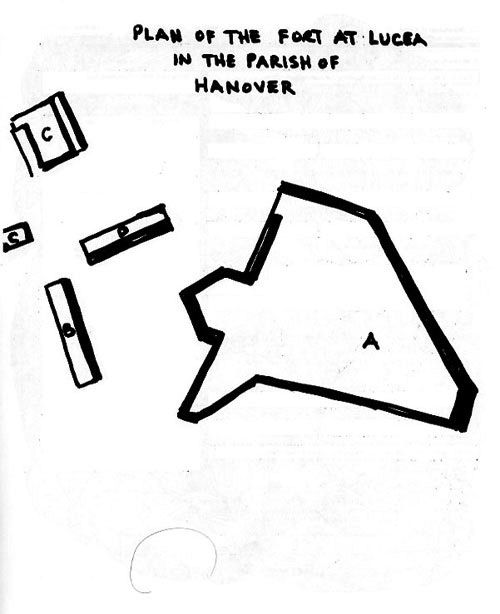 PLAN OF THE FORT AT LUCEA
IN THE PARISH OF
HANOVER
C
D
B
A